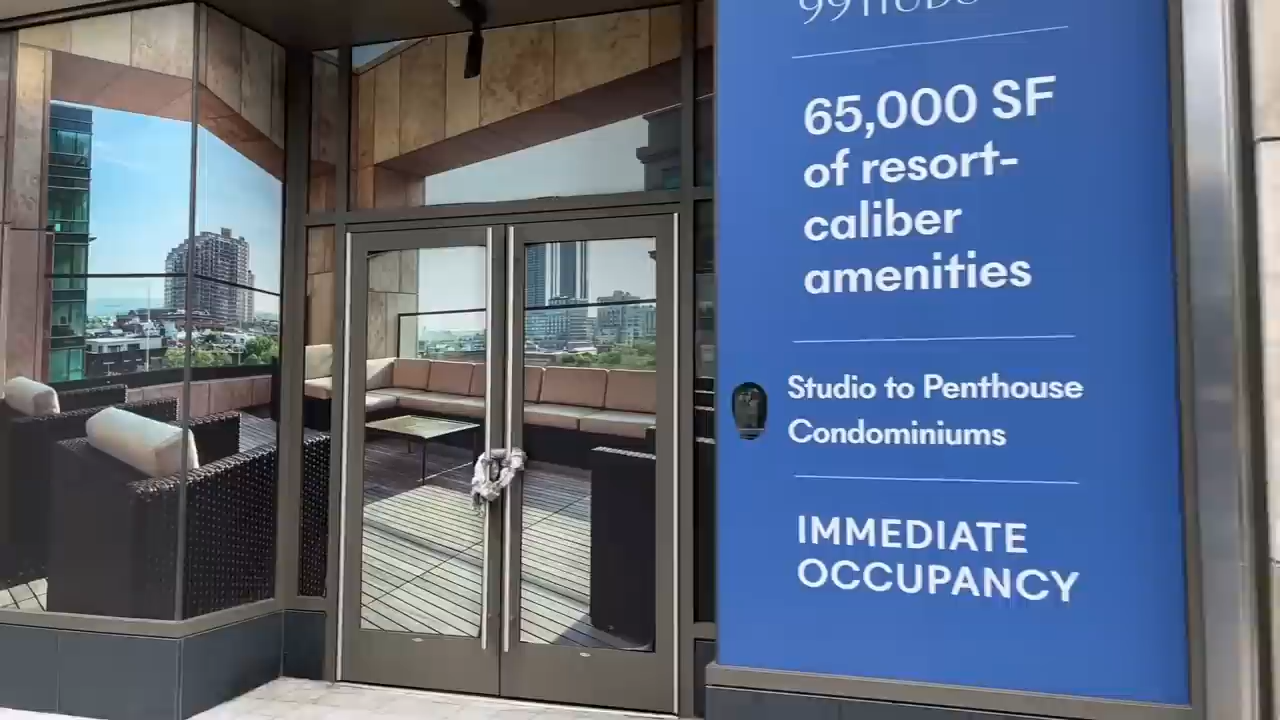 65,000 SF
of resort-
caliber
amenities
Studio to Penthouse
Condominiums
IMMEDIATE
OCCUPANCY